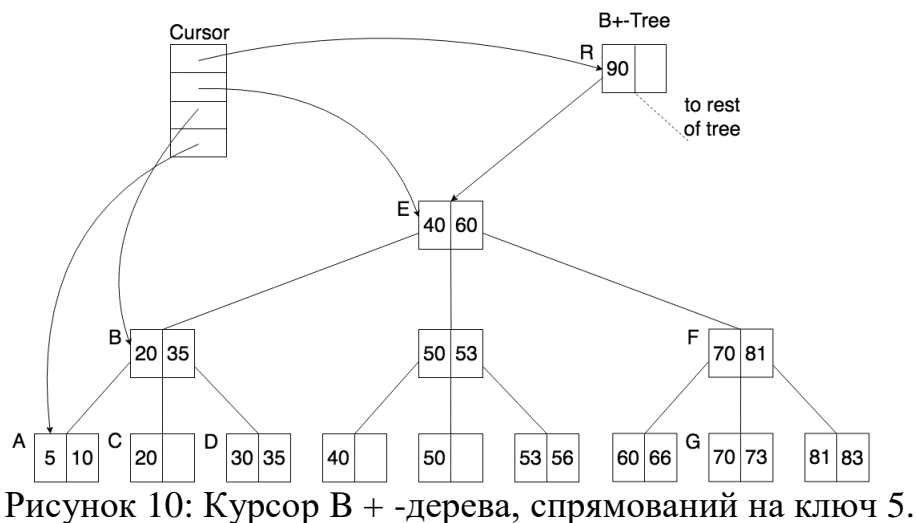 B+-Tree
Cursor
R
90
to rest
of tree
E
40 60
B
20 35
50 53
F
70 81
A
5 10
C
20
D
30 35
40
50
53 56
60 66
G
70 73
81 83
Рисунок 10: Курсор B + -дерева, спрямований на ключ 5.